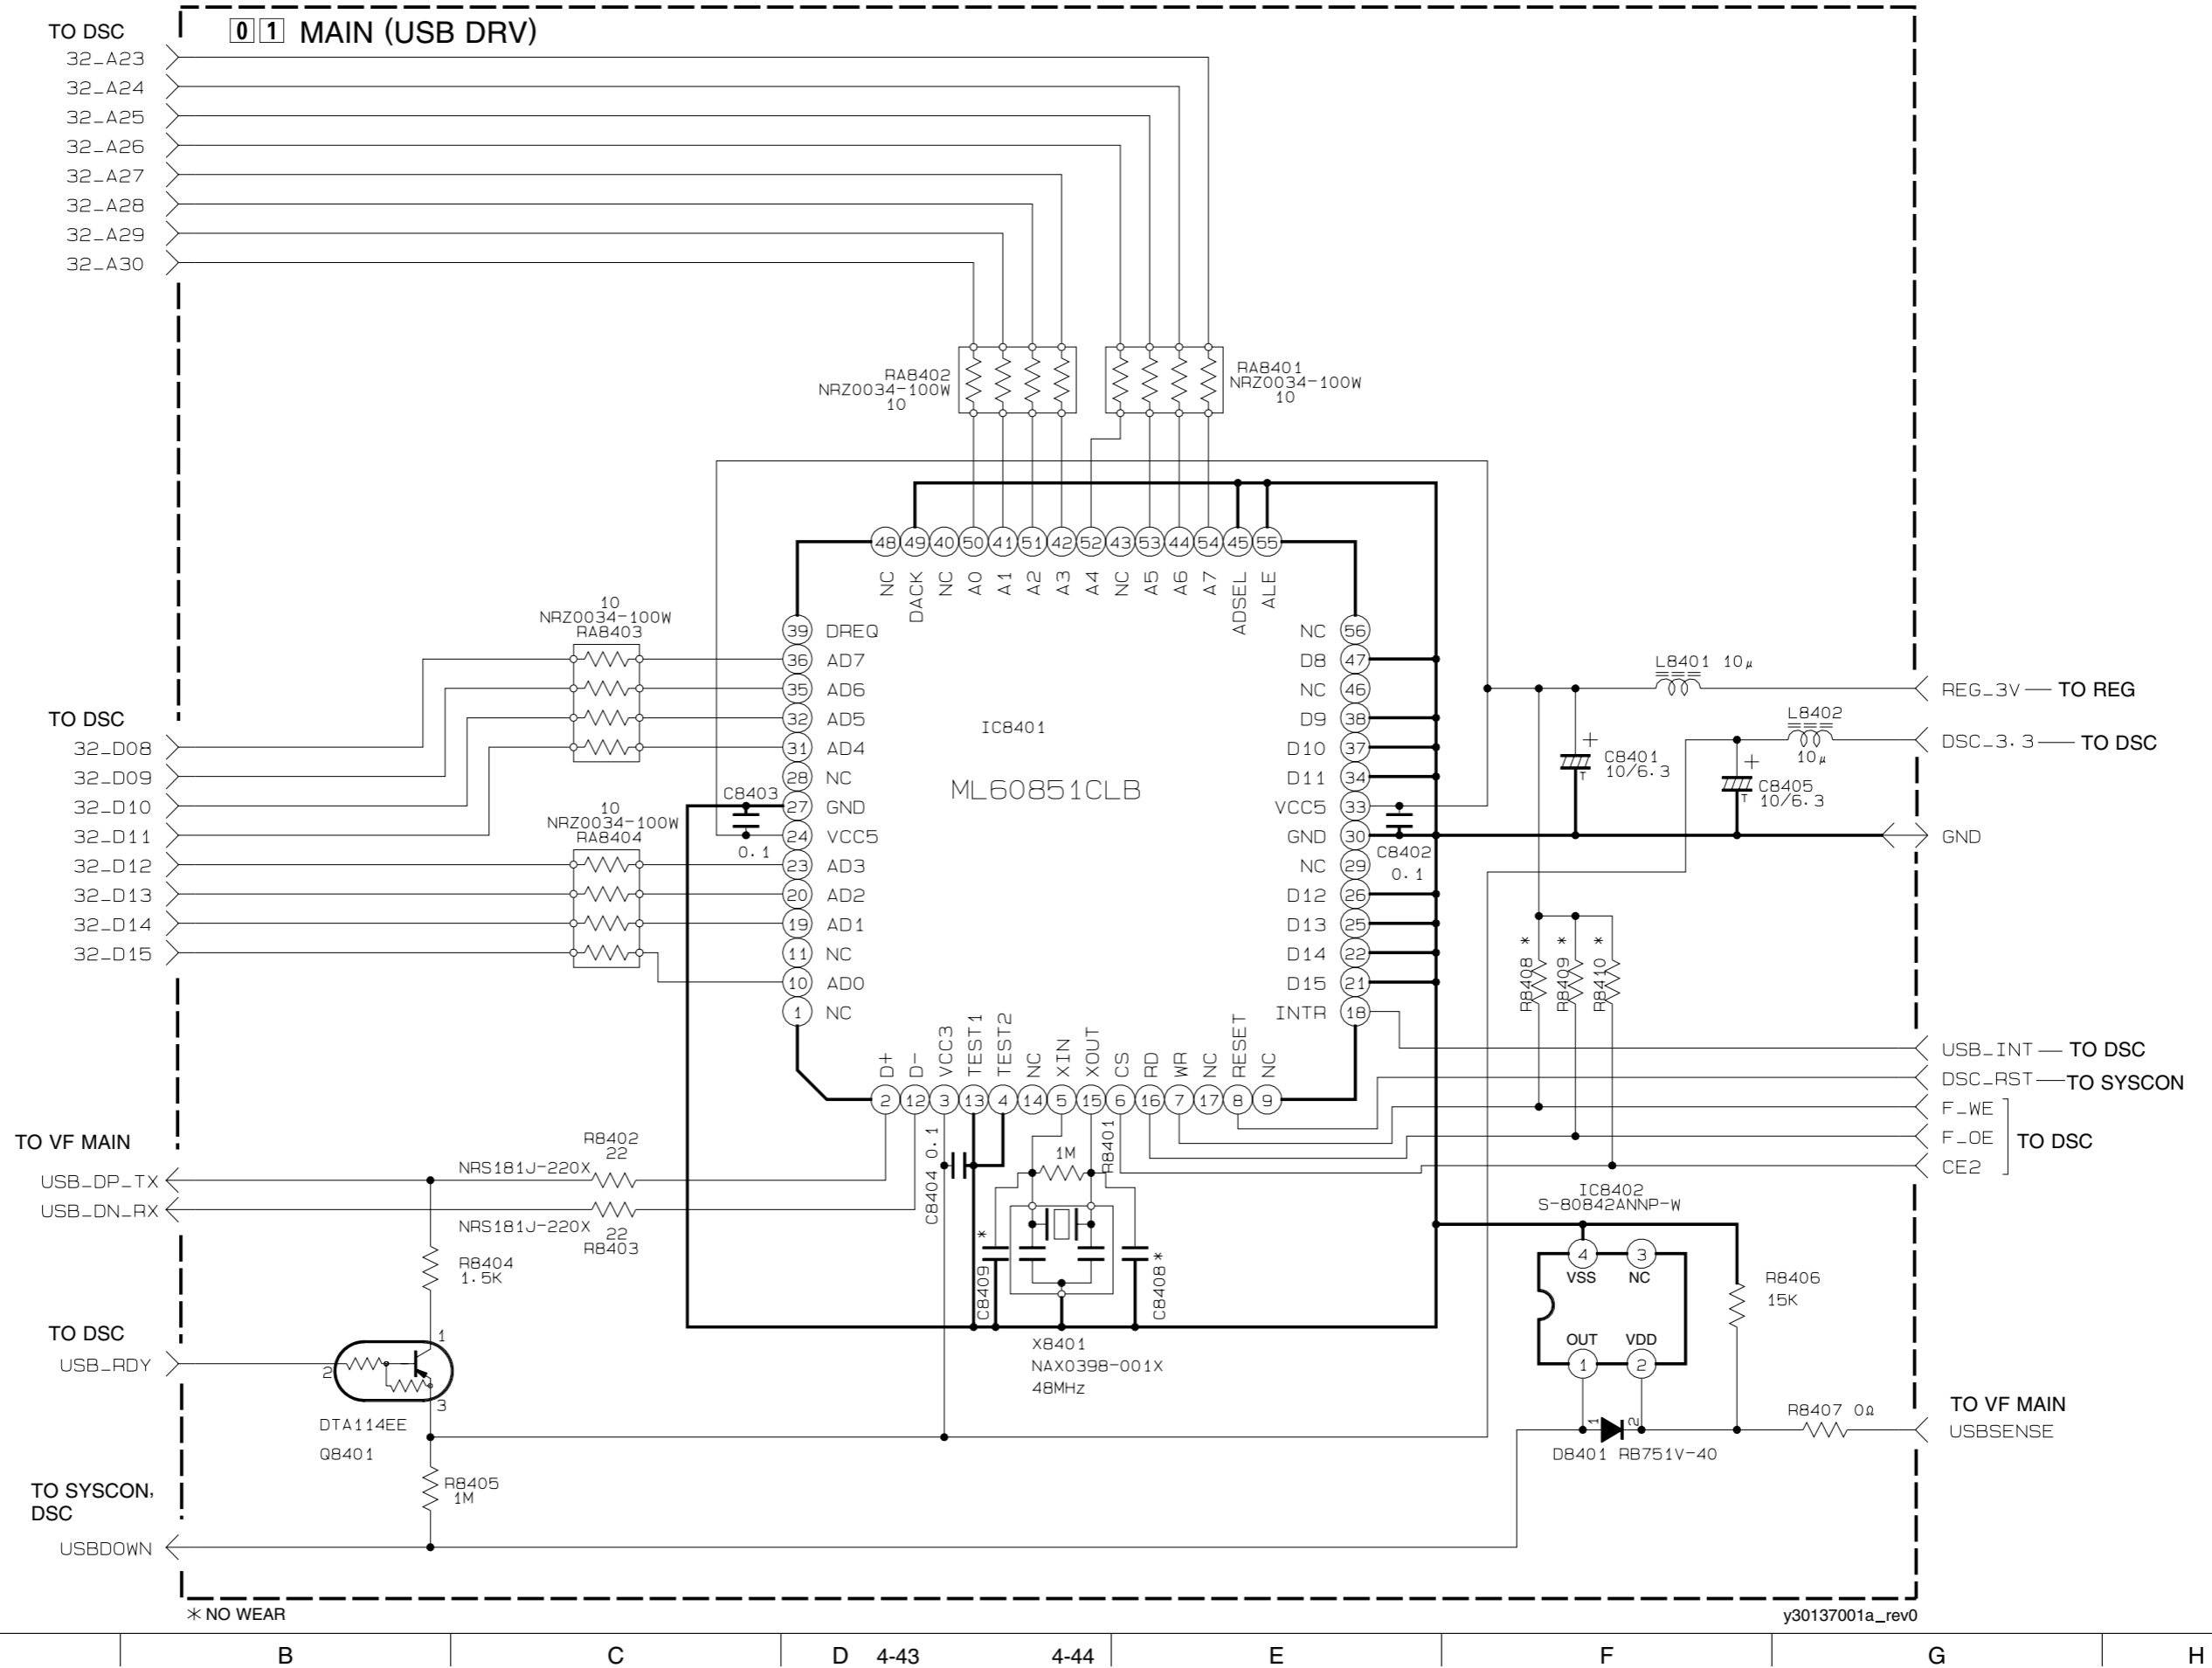 TO DSC
0 1 MAIN (USB DRV)
32_A23
32_A24
32_A25
32_A26
32_A27
32_A28
32_A29
32_A30
RA8402
NRZ0034-100W
10
RA8401
NRZ0034-100W
10
48 49 40 50 41 51 42 52 43 53 44 54 45 55
NC DACK NC A0 A1 A2 A3 A4 NC A5 A6 A7 ADSEL ALE
10
NRZ0034-100W
RA8403
39 DREQ
36 AD7
35 AD6
32 AD5
31 AD4
28 NC
27 GND
24 VCC5
23 AD3
20 AD2
19 AD1
11 NC
10 AD0
1 NC
IC8401
ML60851CLB
NC 56
D8 47
NC 46
D9 38
D10 37
D11 34
VCC5 33
GND 30
NC 29
D12 26
D13 25
D14 22
D15 21
INTR 18
TO DSC
32_D08
32_D09
32_D10
32_D11
32_D12
32_D13
32_D14
32_D15
C8403
0.1
10
NRZ0034-100W
RA8404
C8402
0.1
L8401 10µ
REG_3V TO REG
L8402
10µ
DSC_3.3 TO DSC
+
C8401
10/6.3
T
+
C8405
10/6.3
T
GND
* * *
R8408 R8409 R8410
D+ D- VCC3 TEST1 TEST2 NC XIN XOUT CS RD WR NC RESET NC
2 12 3 13 4 14 5 15 6 16 7 17 8 9
USB_INT TO DSC
DSC_RST TO SYSCON
F_WE
F_OE TO DSC
CE2
TO VF MAIN
USB_DP_TX
USB_DN_RX
R8402
22
NRS181J-220X
NRS181J-220X
22
R8403
C8404 0.1
1M
R8401
C8409 *
C8408 *
X8401
NAX0398-001X
48MHz
R8404
1.5K
TO DSC
USB_RDY
1
2
3
DTA114EE
Q8401
R8405
1M
TO SYSCON,
DSC
USBDOWN
IC8402
S-80842ANNP-W
4 3
VSS NC
OUT VDD
1 2
R8406
15K
1 2
D8401 RB751V-40
R8407 0Ω
TO VF MAIN
USBSENSE
* NO WEAR
y30137001a_rev0
B C D 4-43 4-44 E F G H